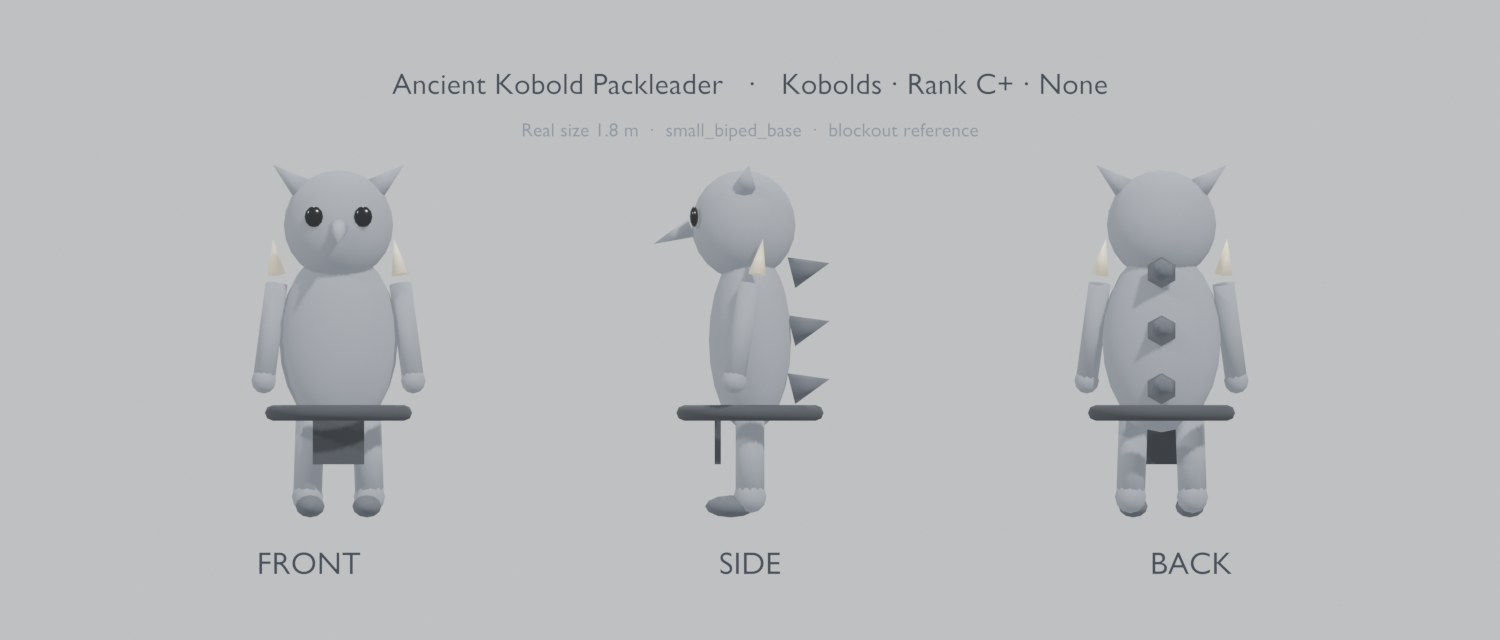 Ancient Kobold Packleader · Kobolds · Rank C+ · None
Real size 1.8 m · small_biped_base · blockout reference
FRONT SIDE BACK